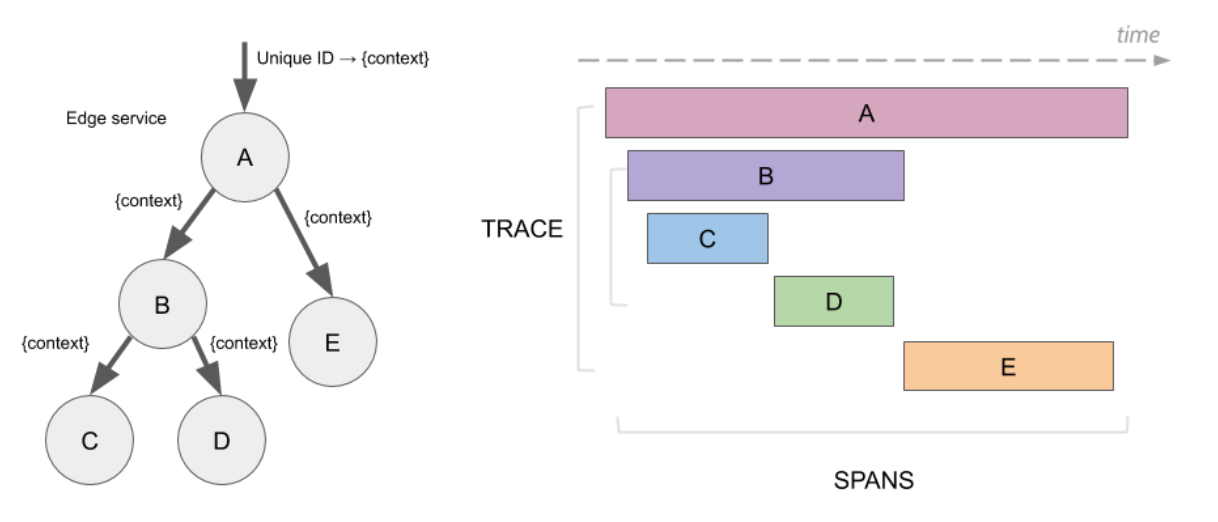 Unique ID → {context}
Edge service
A
{context}
{context}
B
E
{context}
{context}
C
D
time
A
B
TRACE
C
D
E
SPANS